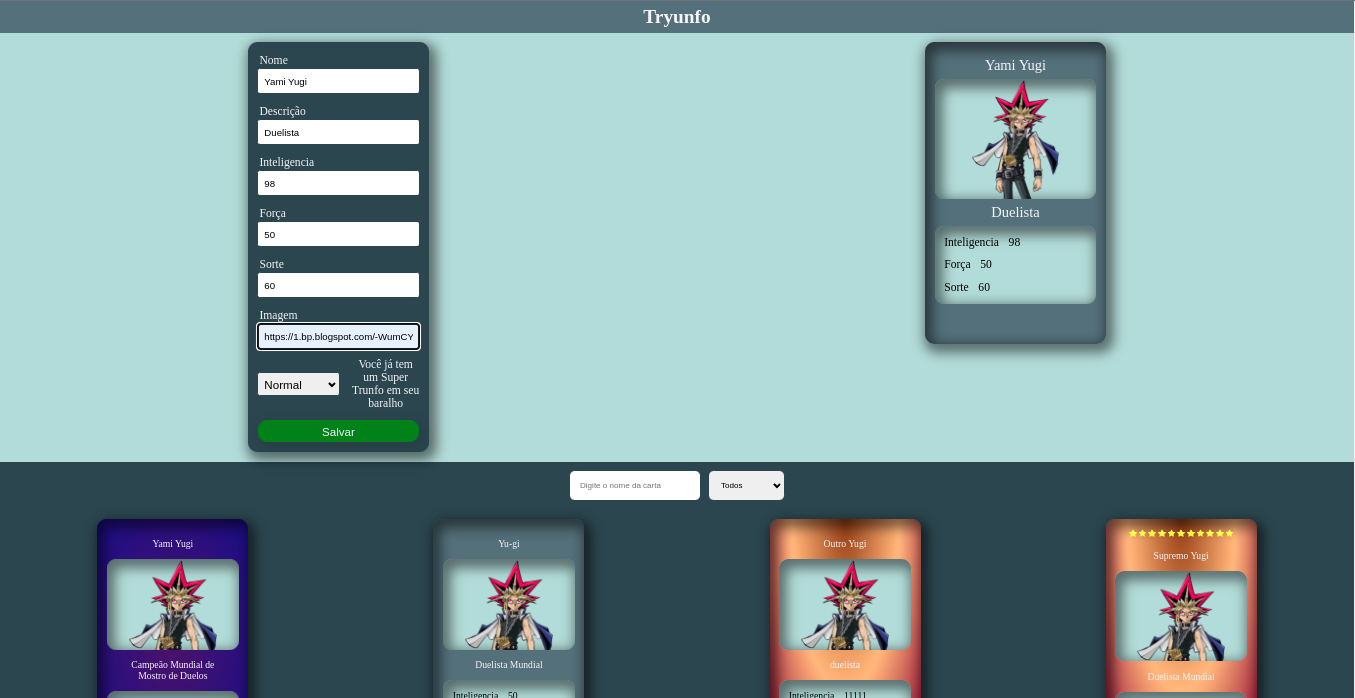 Tryunfo
Nome
Yami Yugi
Descrição
Duelista
Inteligencia
98
Força
50
Sorte
60
Imagem
https://1.bp.blogspot.com/-WumCY
Normal
Você já tem
um Super
Trunfo em seu
baralho
Salvar
Yami Yugi
Duelista
Inteligencia 98
Força 50
Sorte 60
Digite o nome da carta
Todos
Yami Yugi
Campeão Mundial de
Mostro de Duelos
Yu-gi
Duelista Mundial
Inteligencia 50
Outro Yugi
duelista
Inteligencia 11111
Supremo Yugi
Duelista Mundial